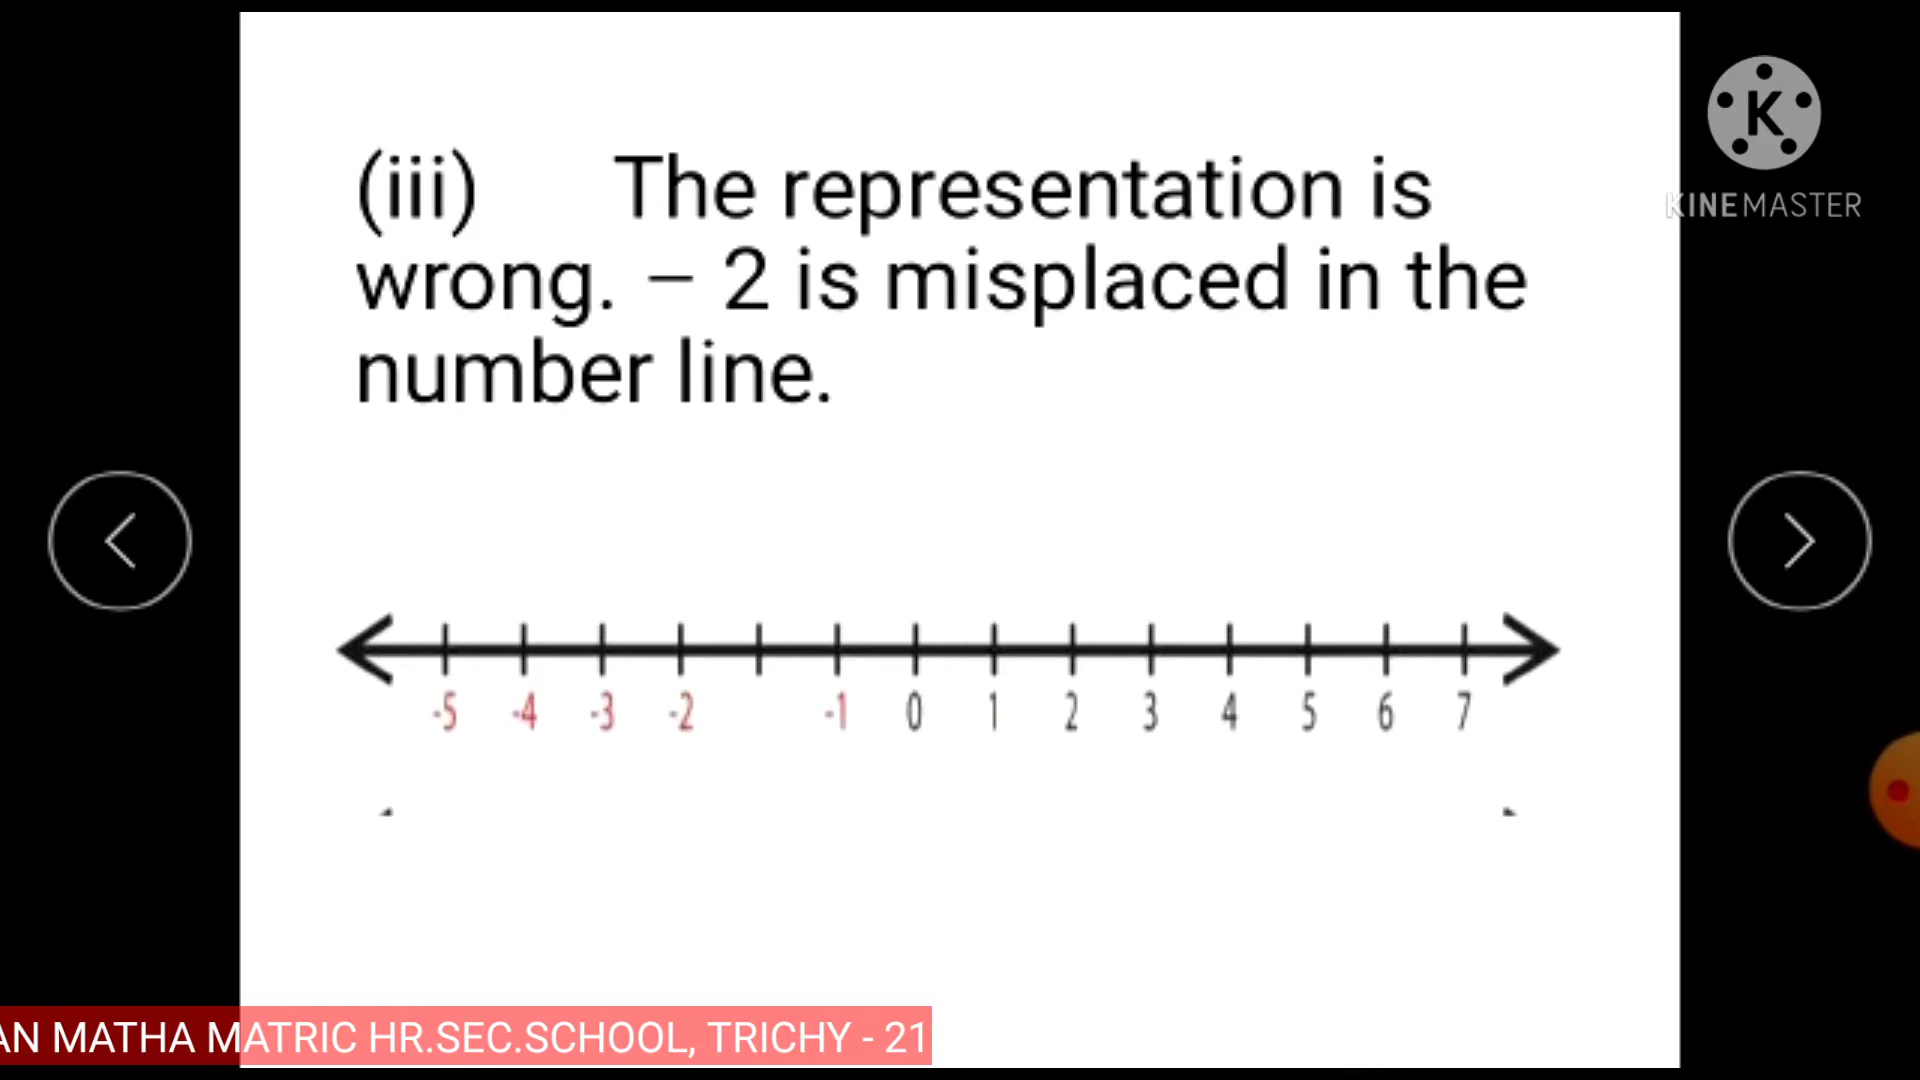 (iii) The representation is
wrong. – 2 is misplaced in the
number line.
K
KINEMASTER
-5 -4 -3 -2 -1 0 1 2 3 4 5 6 7
AN MATHA MATRIC HR.SEC.SCHOOL, TRICHY - 21